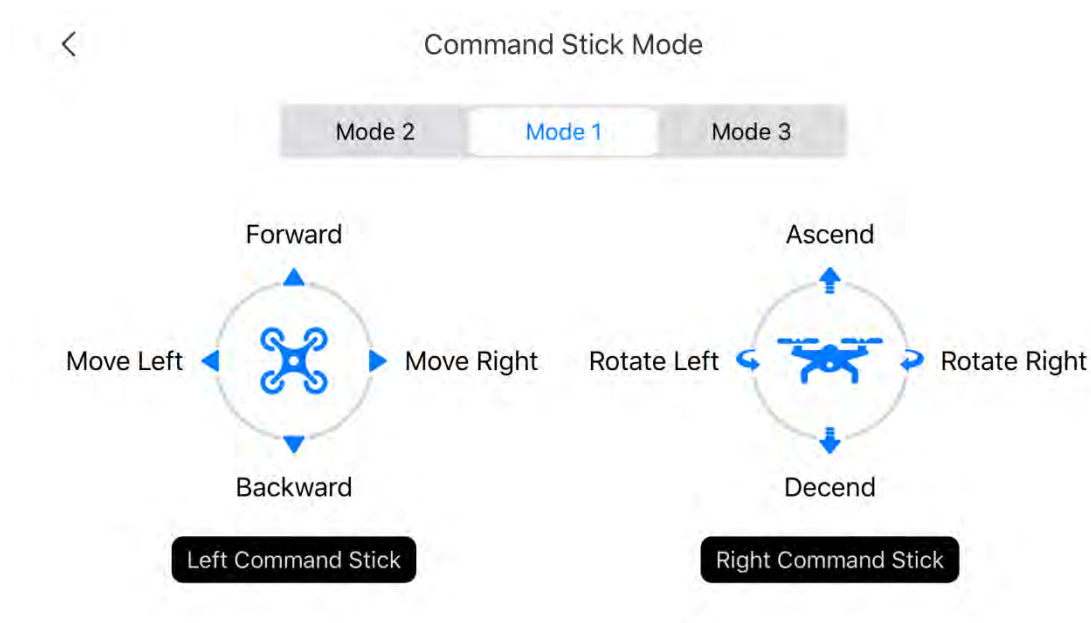 Command Stick Mode
Mode 2 Mode 1 Mode 3
Forward
Move Left
Move Right
Backward
Left Command Stick
Ascend
Rotate Left
Rotate Right
Decend
Right Command Stick